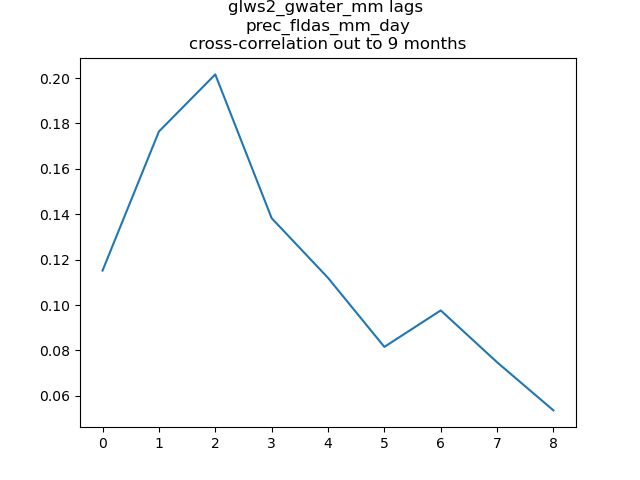 glws2_gwater_mm lags
prec_fldas_mm_day
cross-correlation out to 9 months
0.20
0.18
0.16
0.14
0.12
0.10
0.08
0.06
0 1 2 3 4 5 6 7 8